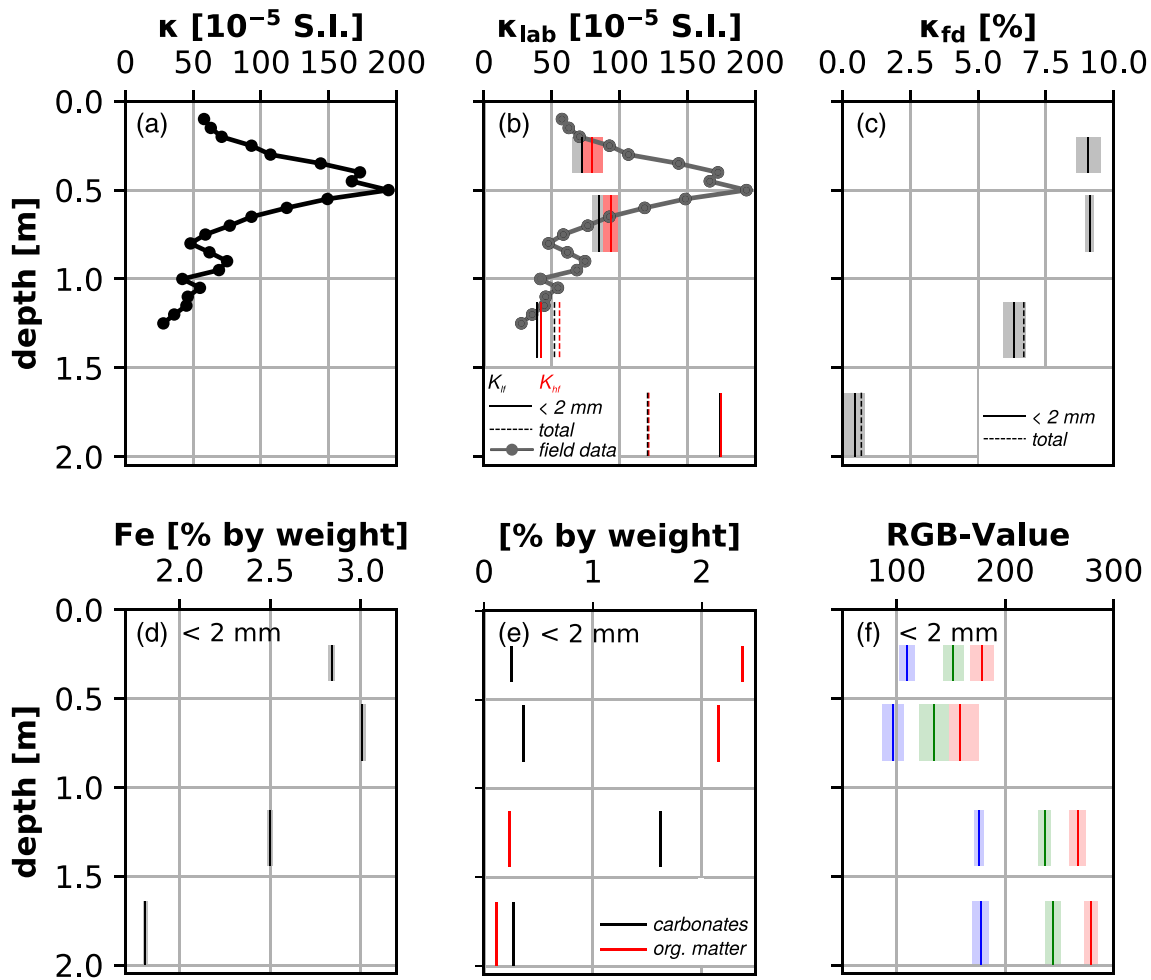 κ [10⁻⁵ S.I.]
κ_lab [10⁻⁵ S.I.]
κ_fd [%]
0 50 100 150 200
0 50 100 150 200
0.0 2.5 5.0 7.5 10.0
0.0
0.5
1.0
1.5
2.0
depth [m]
(a)
(b)
(c)
K_lf K_hf
< 2 mm
total
field data
< 2 mm
total
Fe [% by weight]
[% by weight]
RGB-Value
2.0 2.5 3.0
0 1 2
100 200 300
0.0
0.5
1.0
1.5
2.0
depth [m]
(d) < 2 mm
(e) < 2 mm
(f) < 2 mm
carbonates
org. matter